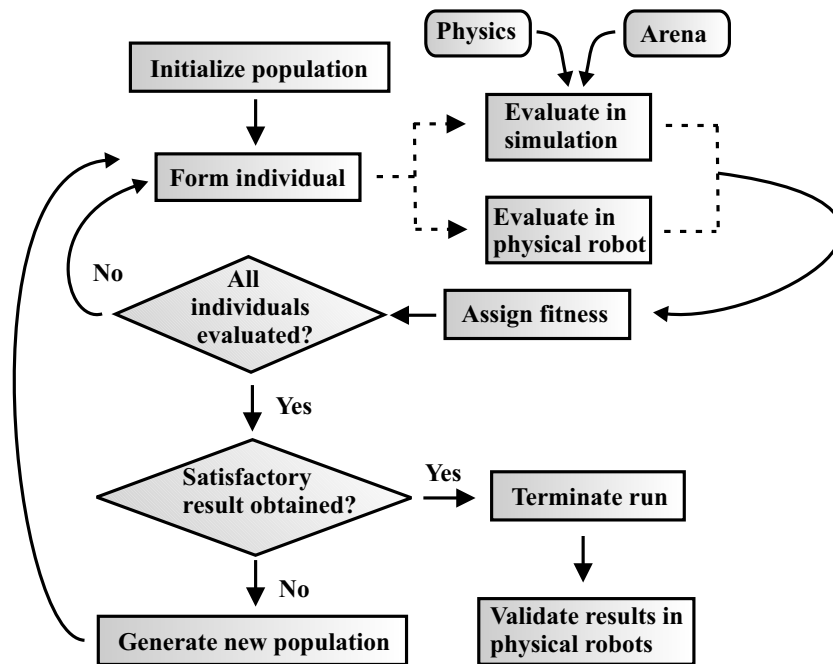 Physics
Arena
Initialize population
Evaluate in
simulation
Form individual
Evaluate in
physical robot
No
All
individuals
evaluated?
Assign fitness
Yes
Satisfactory
result obtained?
Yes
Terminate run
No
Generate new population
Validate results in
physical robots